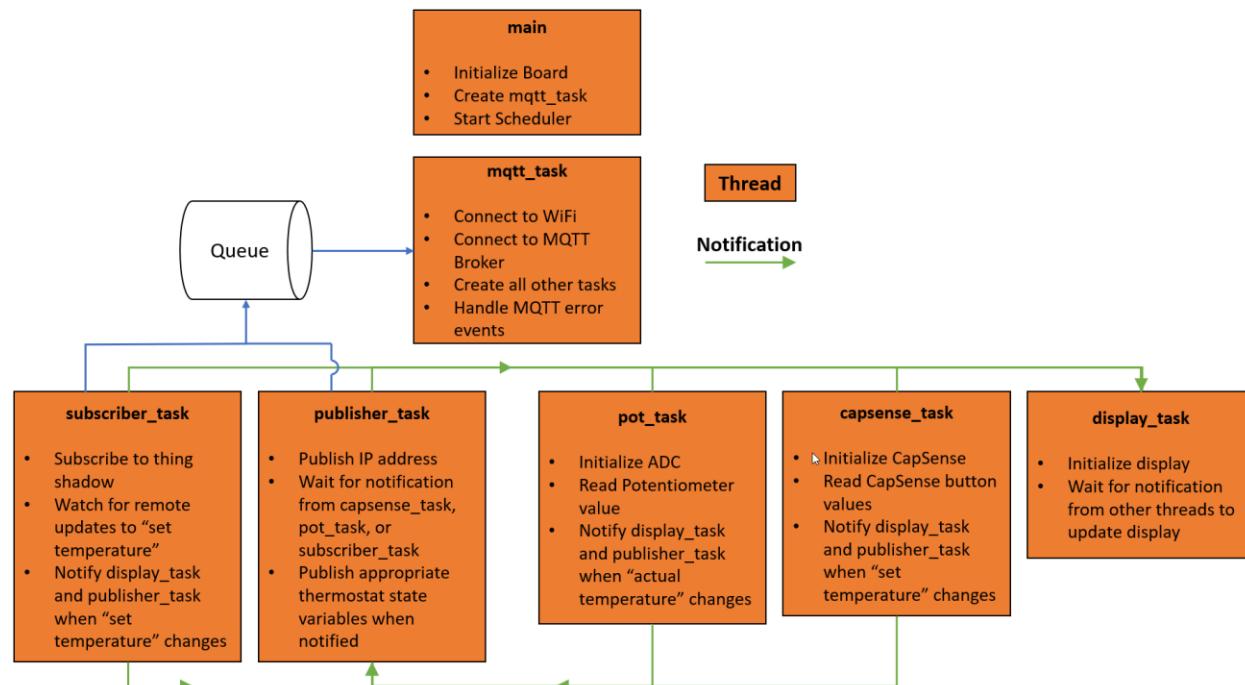 main
• Initialize Board
• Create mqtt_task
• Start Scheduler
mqtt_task
• Connect to WiFi
• Connect to MQTT
Broker
• Create all other tasks
• Handle MQTT error
events
Thread
Notification
Queue
subscriber_task
• Subscribe to thing
shadow
• Watch for remote
updates to “set
temperature”
• Notify display_task
and publisher_task
when “set
temperature” changes
publisher_task
• Publish IP address
• Wait for notification
from capsense_task,
pot_task, or
subscriber_task
• Publish appropriate
thermostat state
variables when
notified
pot_task
• Initialize ADC
• Read Potentiometer
value
• Notify display_task
and publisher_task
when “actual
temperature” changes
capsense_task
• Initialize CapSense
• Read CapSense button
values
• Notify display_task
and publisher_task
when “set
temperature” changes
display_task
• Initialize display
• Wait for notification
from other threads to
update display